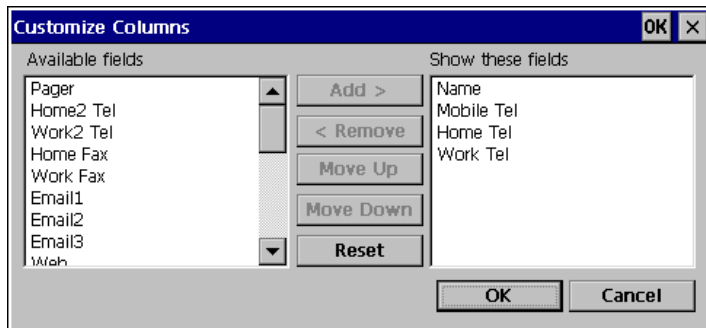 Customize Columns OK
Available fields
Show these fields
Pager
Home2 Tel
Work2 Tel
Home Fax
Work Fax
Email1
Email2
Email3
Web
Add >
< Remove
Move Up
Move Down
Reset
Name
Mobile Tel
Home Tel
Work Tel
OK Cancel